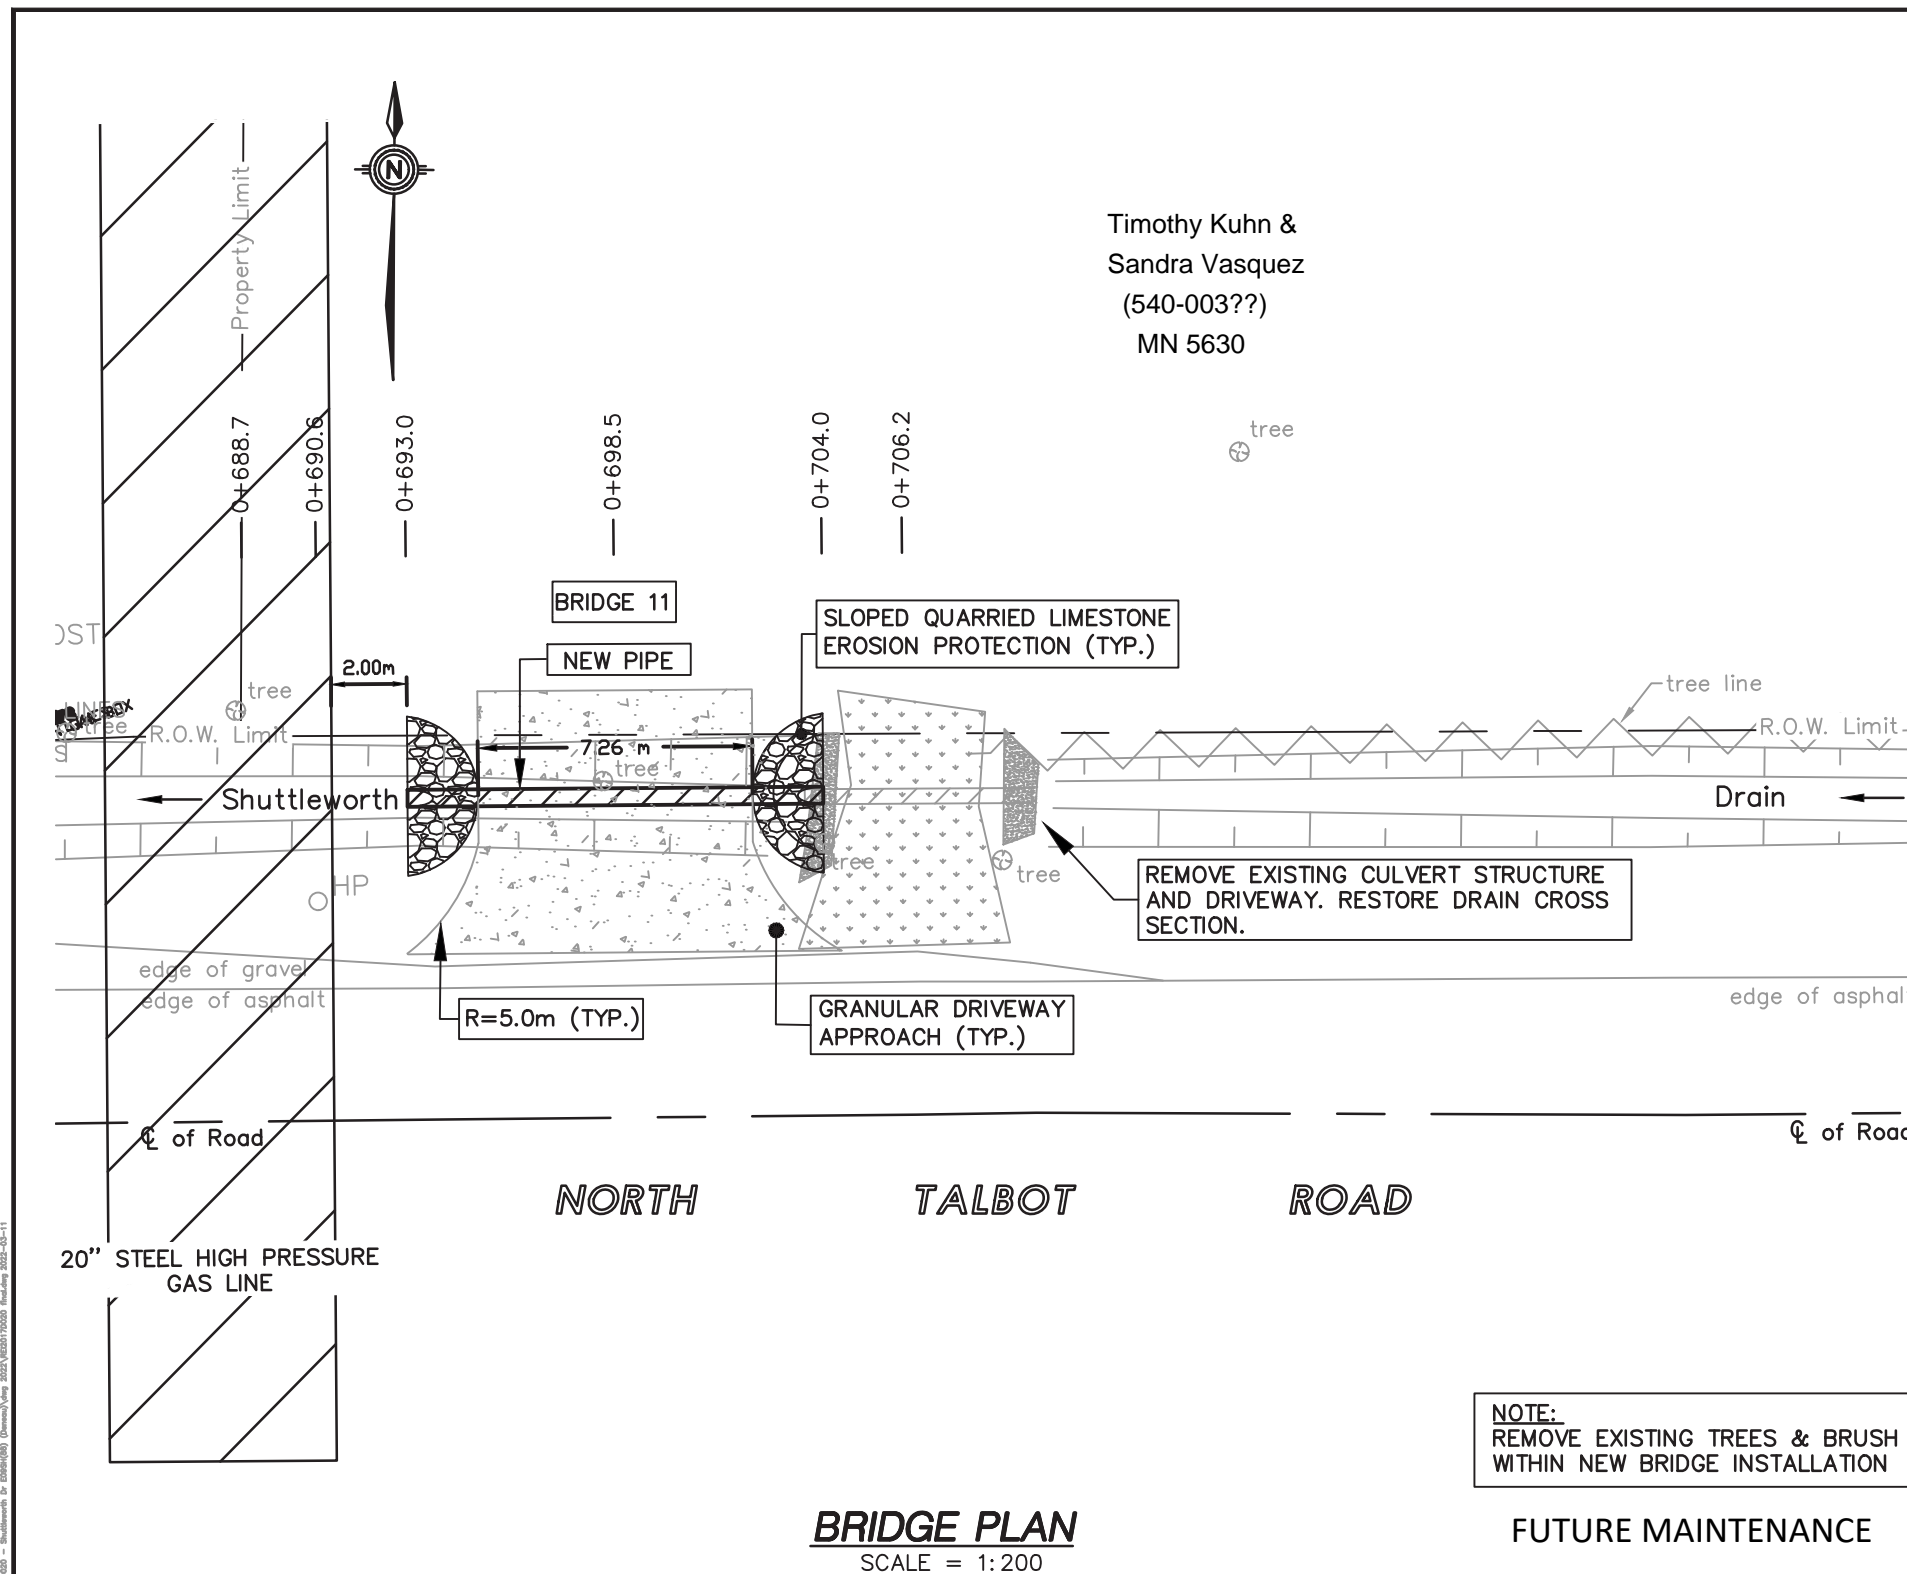 N
Timothy Kuhn &
Sandra Vasquez
(540-003??)
MN 5630
Property Limit
0+688.7
0+690.6
0+693.0
0+698.5
0+704.0
0+706.2
tree
BRIDGE 11
NEW PIPE
SLOPED QUARRIED LIMESTONE
EROSION PROTECTION (TYP.)
2.00m
tree
tree
R.O.W. Limit
7.26 m
tree
tree line
R.O.W. Limit
Shuttleworth
Drain
tree
tree
HP
REMOVE EXISTING CULVERT STRUCTURE
AND DRIVEWAY. RESTORE DRAIN CROSS
SECTION.
edge of gravel
edge of asphalt
edge of asphal
R=5.0m (TYP.)
GRANULAR DRIVEWAY
APPROACH (TYP.)
℄ of Road
℄ of Road
NORTH TALBOT ROAD
20" STEEL HIGH PRESSURE
GAS LINE
NOTE:
REMOVE EXISTING TREES & BRUSH
WITHIN NEW BRIDGE INSTALLATION
BRIDGE PLAN
SCALE = 1:200
FUTURE MAINTENANCE